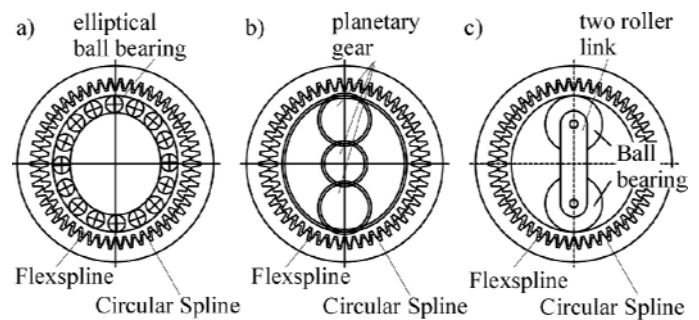 a)
elliptical
ball bearing
Flexspline
Circular Spline
b)
planetary
gear
Flexspline
Circular Spline
c)
two roller
link
Ball
bearing
Flexspline
Circular Spline